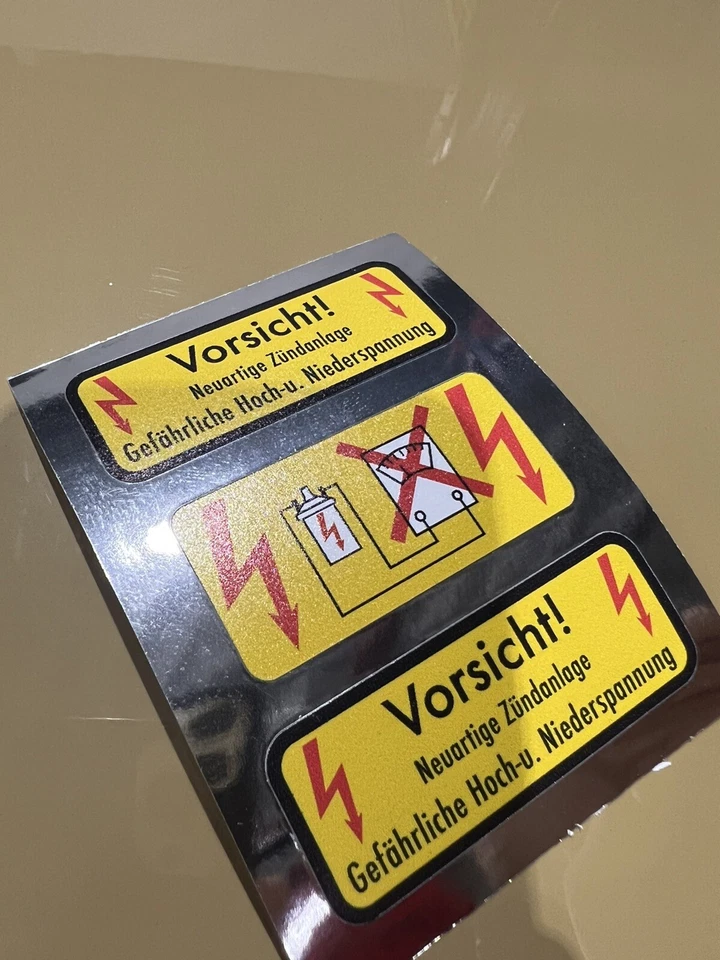 Vorsicht!
Neuartige Zündanlage
Gefährliche Hoch-u. Niederspannung
Vorsicht!
Neuartige Zündanlage
Gefährliche Hoch-u. Niederspannung